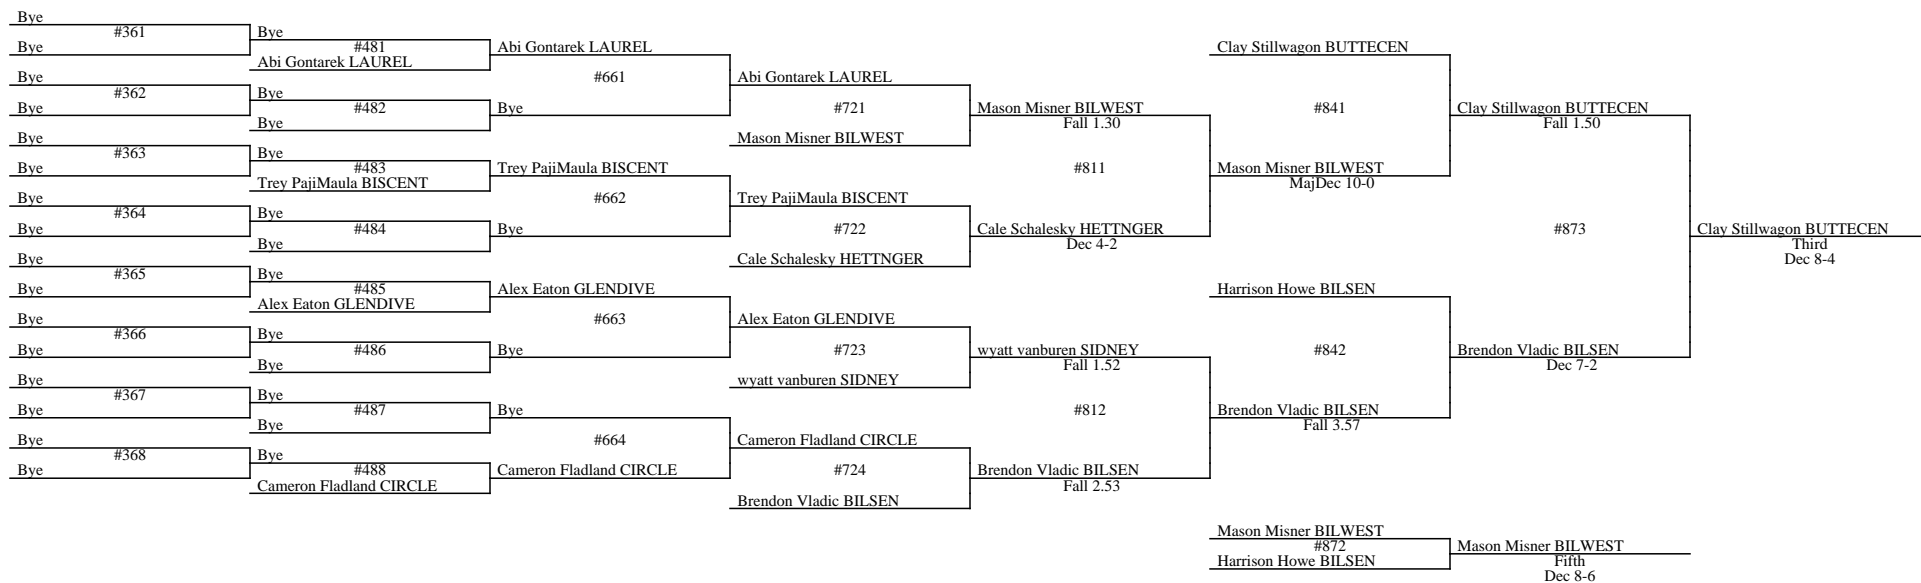 Bye
#361
Bye
Bye
#481
Abi Gontarek LAUREL
Abi Gontarek LAUREL
Bye
#362
Bye
Bye
#482
Bye
#661
Bye
Abi Gontarek LAUREL
#721
Mason Misner BILWEST
Bye
#363
Bye
Bye
#483
Trey PajiMaula BISCENT
Trey PajiMaula BISCENT
Bye
#364
Bye
Bye
#484
Bye
#662
Bye
Trey PajiMaula BISCENT
#722
Cale Schalesky HETTNGER
Mason Misner BILWEST
Fall 1.30
#811
Cale Schalesky HETTNGER
Dec 4-2
Bye
#365
Bye
Bye
#485
Alex Eaton GLENDIVE
Alex Eaton GLENDIVE
Bye
#366
Bye
Bye
#486
Bye
#663
Bye
Alex Eaton GLENDIVE
#723
wyatt vanburen SIDNEY
Bye
#367
Bye
Bye
#487
Bye
Bye
#664
Bye
#368
Bye
Bye
#488
Cameron Fladland CIRCLE
Cameron Fladland CIRCLE
Cameron Fladland CIRCLE
#724
Brendon Vladic BILSEN
wyatt vanburen SIDNEY
Fall 1.52
#812
Brendon Vladic BILSEN
Fall 2.53
Clay Stillwagon BUTTECEN
#841
Mason Misner BILWEST
MajDec 10-0
Harrison Howe BILSEN
#842
Brendon Vladic BILSEN
Fall 3.57
Clay Stillwagon BUTTECEN
Fall 1.50
#873
Brendon Vladic BILSEN
Dec 7-2
Clay Stillwagon BUTTECEN
Third
Dec 8-4
Mason Misner BILWEST
#872
Harrison Howe BILSEN
Mason Misner BILWEST
Fifth
Dec 8-6